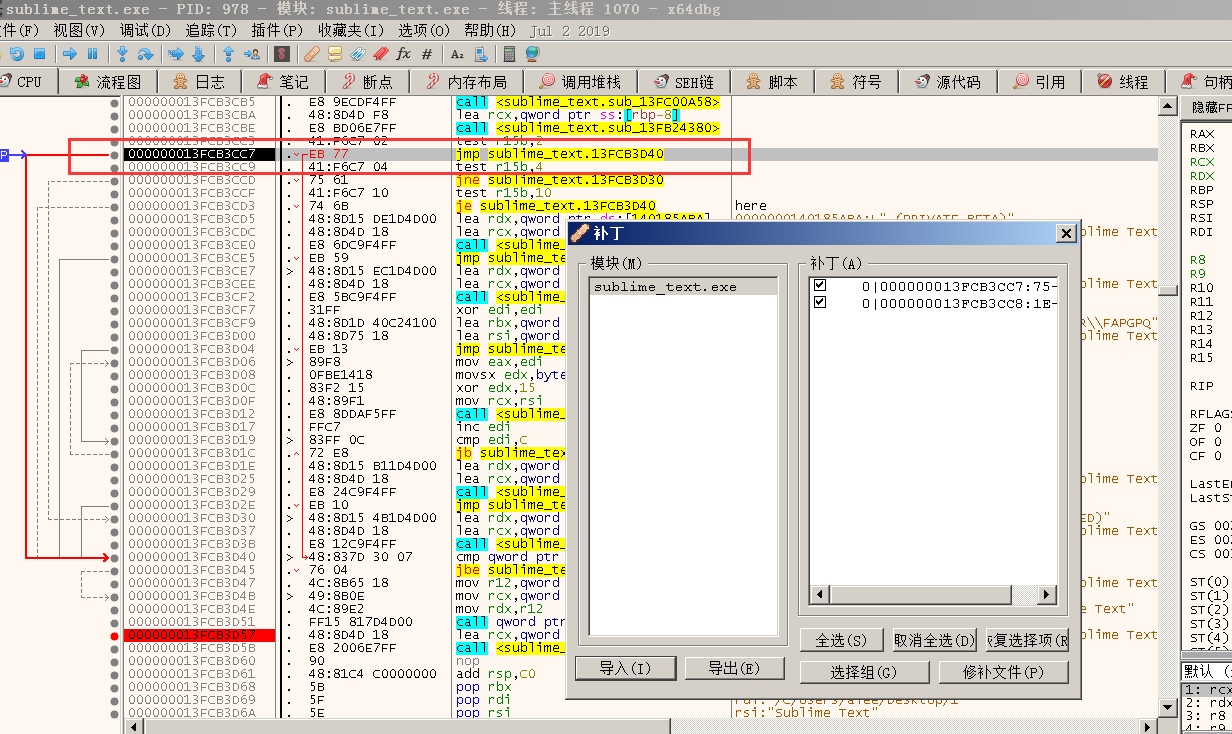 sublime_text.exe - PID: 978 - 模块: sublime_text.exe - 线程: 主线程 1070 - x64dbg
件(F) 视图(V) 调试(D) 追踪(T) 插件(P) 收藏夹(I) 选项(O) 帮助(H) Jul 2 2019
CPU 流程图 日志 笔记 断点 内存布局 调用堆栈 SEH链 脚本 符号 源代码 引用 线程 句柄
隐藏FP
000000013FCB3CB5 . E8 9ECDF4FF call <sublime_text.sub_13FC00A58>
000000013FCB3CBA . 48:8D4D F8 lea rcx,qword ptr ss:[rbp-8]
000000013FCB3CBE . E8 BD06E7FF call <sublime_text.sub_13FB24380>
000000013FCB3CC3 . 41:F6C7 02 test r15b,2
000000013FCB3CC7 . EB 77 jmp sublime_text.13FCB3D40
000000013FCB3CC9 . 41:F6C7 04 test r15b,4
000000013FCB3CCD . 75 61 jne sublime_text.13FCB3D30
000000013FCB3CCF . 41:F6C7 10 test r15b,10
000000013FCB3CD3 . 74 6B je sublime_text.13FCB3D40 here
000000013FCB3CD5 . 48:8D15 DE1D4D00 lea rdx,qword ptr ds:[140185ABA] 0000000140185ABA:L" (PRIVATE BETA)"
000000013FCB3CDC . 48:8D4D 18 lea rcx,qword blime Text
000000013FCB3CE0 . E8 6DC9F4FF call <sublime_
000000013FCB3CE5 . EB 59 jmp sublime_te
000000013FCB3CE7 > 48:8D15 EC1D4D00 lea rdx,qword
000000013FCB3CEE . 48:8D4D 18 lea rcx,qword blime Text
000000013FCB3CF2 . E8 5BC9F4FF call <sublime_
000000013FCB3CF7 . 31FF xor edi,edi
000000013FCB3CF9 . 48:8D1D 40C24100 lea rbx,qword R\\FAPGPQ"
000000013FCB3D00 . 48:8D75 18 lea rsi,qword blime Text
000000013FCB3D04 . EB 13 jmp sublime_te
000000013FCB3D06 > 89F8 mov eax,edi
000000013FCB3D08 . 0FBE1418 movsx edx,byte
000000013FCB3D0C . 83F2 15 xor edx,15
000000013FCB3D0F . 48:89F1 mov rcx,rsi
000000013FCB3D12 . E8 8DDAF5FF call <sublime_
000000013FCB3D17 . FFC7 inc edi
000000013FCB3D19 > 83FF 0C cmp edi,C
000000013FCB3D1C . 72 E8 jb sublime_tex
000000013FCB3D1E . 48:8D15 B11D4D00 lea rdx,qword
000000013FCB3D25 . 48:8D4D 18 lea rcx,qword blime Text
000000013FCB3D29 . E8 24C9F4FF call <sublime_
000000013FCB3D2E . EB 10 jmp sublime_te
000000013FCB3D30 > 48:8D15 4B1D4D00 lea rdx,qword ED)"
000000013FCB3D37 . 48:8D4D 18 lea rcx,qword blime Text
000000013FCB3D3B . E8 12C9F4FF call <sublime_
000000013FCB3D40 > 48:837D 30 07 cmp qword ptr
000000013FCB3D45 . 76 04 jbe sublime_te
000000013FCB3D47 . 4C:8B65 18 mov r12,qword blime Text
000000013FCB3D4B > 49:8B0E mov rcx,qword
000000013FCB3D4E . 4C:89E2 mov rdx,r12 e Text"
000000013FCB3D51 . FF15 817D4D00 call qword ptr
000000013FCB3D57 . 48:8D4D 18 lea rcx,qword blime Text
000000013FCB3D5B . E8 2006E7FF call <sublime_
000000013FCB3D60 . 90 nop
000000013FCB3D61 . 48:81C4 C0000000 add rsp,C0
000000013FCB3D68 . 5B pop rbx
000000013FCB3D69 . 5F pop rdi
000000013FCB3D6A . 5E pop rsi rsi:"Sublime Text"
补丁
模块(M)
sublime_text.exe
补丁(A)
0|000000013FCB3CC7:75-
0|000000013FCB3CC8:1E-
全选(S) 取消全选(D) 恢复选择项(R
导入(I) 导出(E) 选择组(G) 修补文件(P)
RAX
RBX
RCX
RDX
RBP
RSP
RSI
RDI
R8
R9
R10
R11
R12
R13
R14
R15
RIP
RFLAGS
ZF 0
OF 0
CF 0
LastEr
LastSt
GS 002
ES 002
CS 003
ST(0)
ST(1)
ST(2)
ST(3)
ST(4)
默认 (
1: rcx
2: rdx
3: r8
4: r9